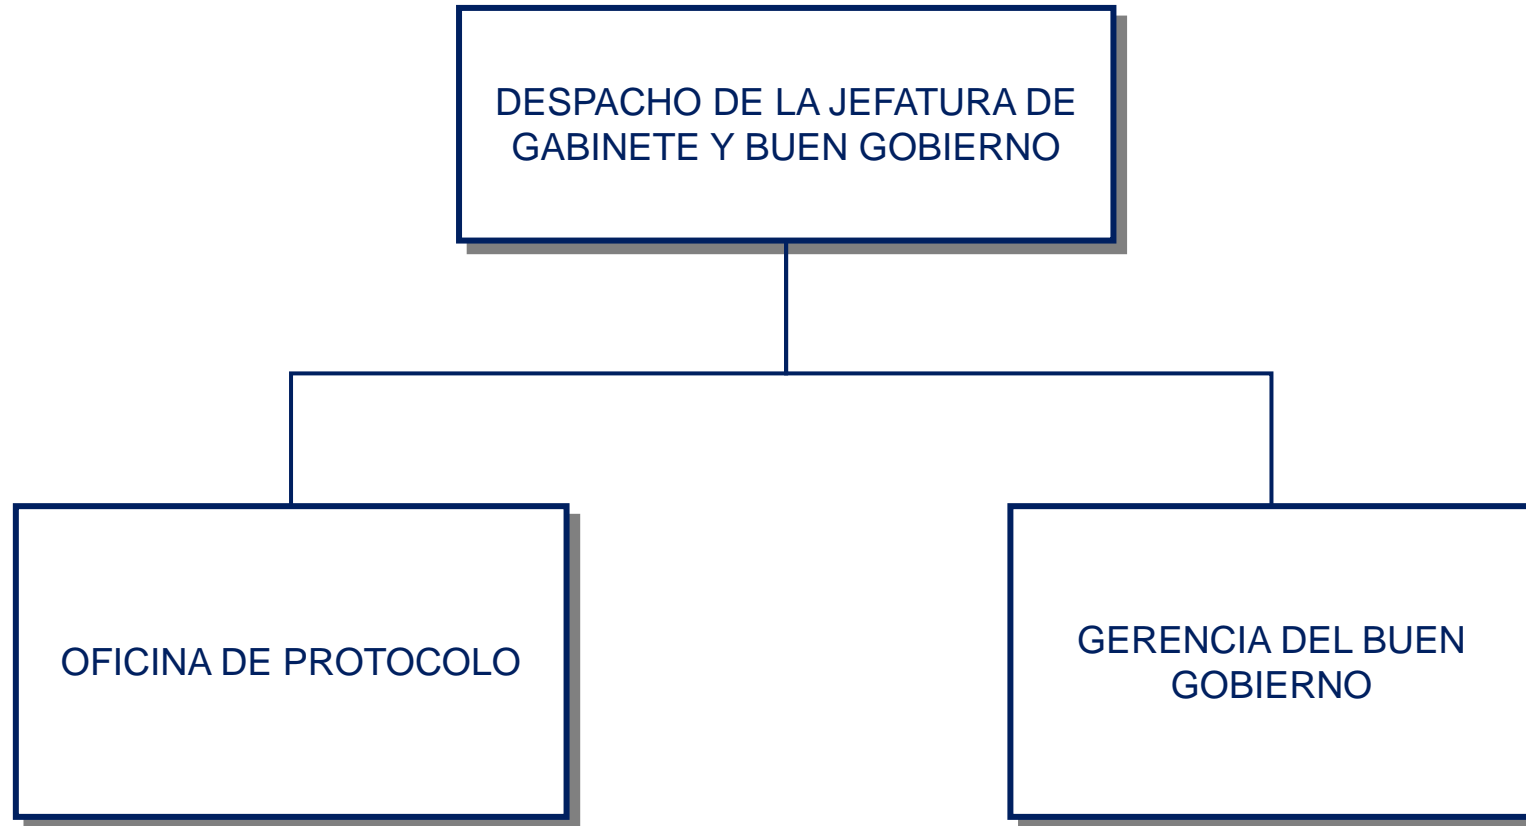 DESPACHO DE LA JEFATURA DE
GABINETE Y BUEN GOBIERNO
OFICINA DE PROTOCOLO
GERENCIA DEL BUEN
GOBIERNO